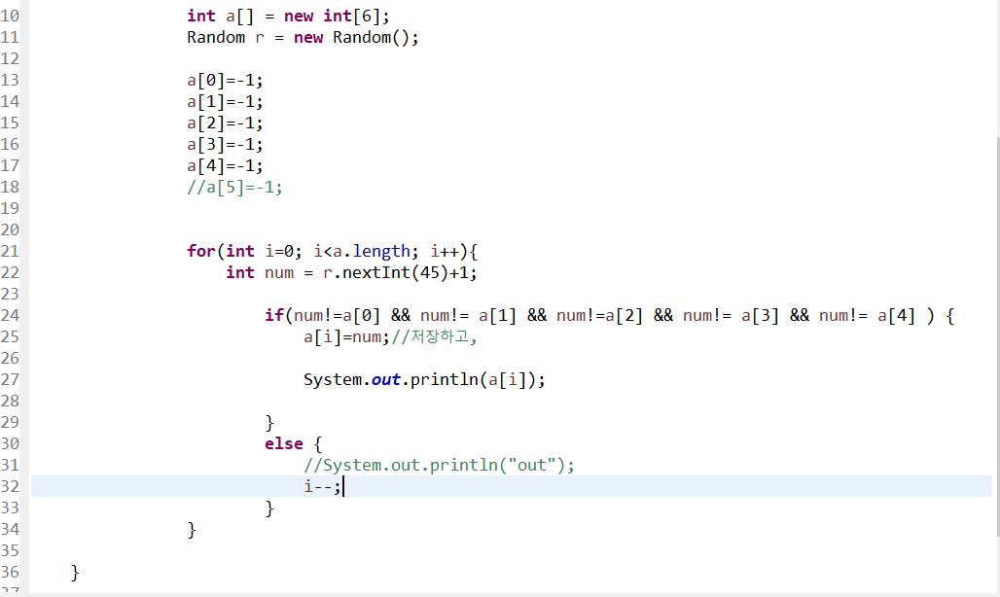 10 int a[] = new int[6];
11 Random r = new Random();
12
13 a[0]=-1;
14 a[1]=-1;
15 a[2]=-1;
16 a[3]=-1;
17 a[4]=-1;
18 //a[5]=-1;
19
20
21 for(int i=0; i<a.length; i++){
22 int num = r.nextInt(45)+1;
23
24 if(num!=a[0] && num!= a[1] && num!=a[2] && num!= a[3] && num!= a[4] ) {
25 a[i]=num;//저장하고,
26
27 System.out.println(a[i]);
28
29 }
30 else {
31 //System.out.println("out");
32 i--;
33 }
34 }
35
36 }
37